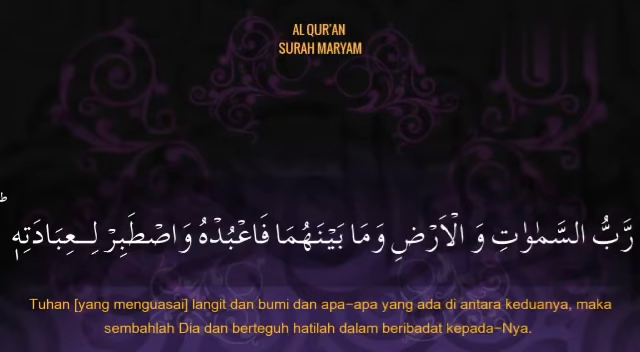 AL QUR'AN
SURAH MARYAM
رَّبُّ السَّمٰوٰتِ وَ الْاَرْضِ وَمَا بَيْنَهُمَا فَاعْبُدْهُ وَاصْطَبِرْ لِـعِبَادَتِهٖ ؕ
Tuhan [yang menguasai] langit dan bumi dan apa-apa yang ada di antara keduanya, maka
sembahlah Dia dan berteguh hatilah dalam beribadat kepada-Nya.